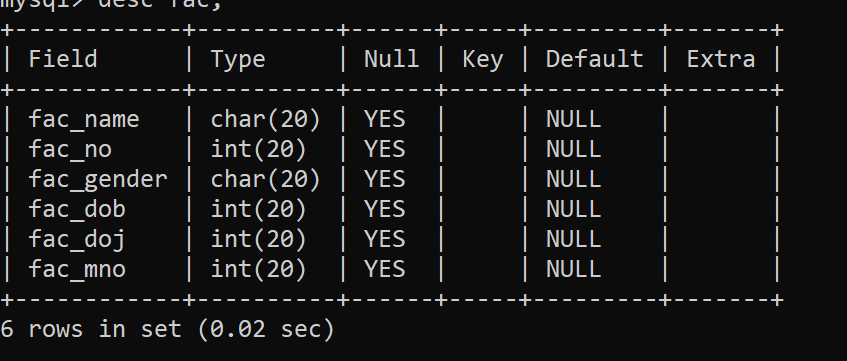 mysql> desc fac;
+------------+----------+------+-----+---------+-------+
| Field      | Type     | Null | Key | Default | Extra |
+------------+----------+------+-----+---------+-------+
| fac_name   | char(20) | YES  |     | NULL    |       |
| fac_no     | int(20)  | YES  |     | NULL    |       |
| fac_gender | char(20) | YES  |     | NULL    |       |
| fac_dob    | int(20)  | YES  |     | NULL    |       |
| fac_doj    | int(20)  | YES  |     | NULL    |       |
| fac_mno    | int(20)  | YES  |     | NULL    |       |
+------------+----------+------+-----+---------+-------+
6 rows in set (0.02 sec)